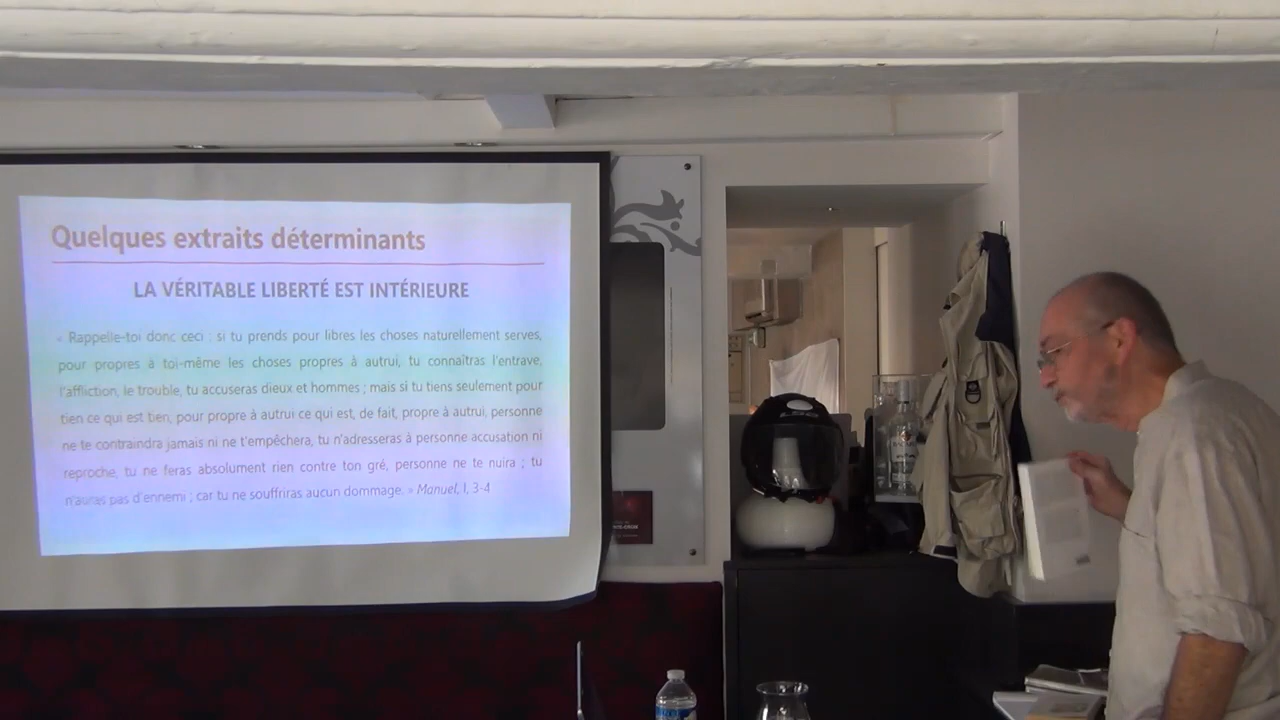 Quelques extraits déterminants
LA VÉRITABLE LIBERTÉ EST INTÉRIEURE
« Rappelle-toi donc ceci : si tu prends pour libres les choses naturellement serves,
pour propres à toi-même les choses propres à autrui, tu connaîtras l'entrave,
l'affliction, le trouble, tu accuseras dieux et hommes ; mais si tu tiens seulement pour
tien ce qui est tien, pour propre à autrui ce qui est, de fait, propre à autrui, personne
ne te contraindra jamais ni ne t'empêchera, tu n'adresseras à personne accusation ni
reproche, tu ne feras absolument rien contre ton gré, personne ne te nuira ; tu
n'auras pas d'ennemi ; car tu ne souffriras aucun dommage. » Manuel, I, 3-4
LS2